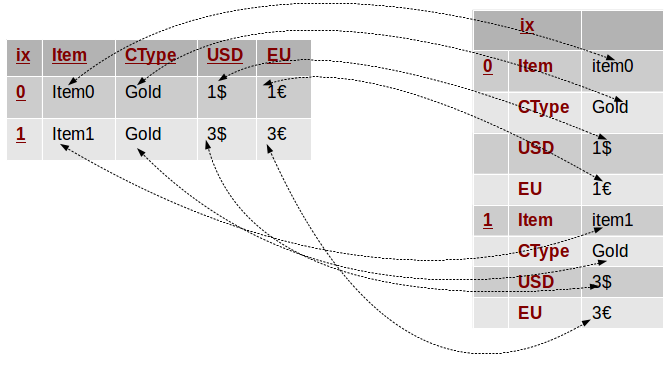 ix Item CType USD EU
0 Item0 Gold 1$ 1€
1 Item1 Gold 3$ 3€
ix
0 Item item0
CType Gold
USD 1$
EU 1€
1 Item item1
CType Gold
USD 3$
EU 3€